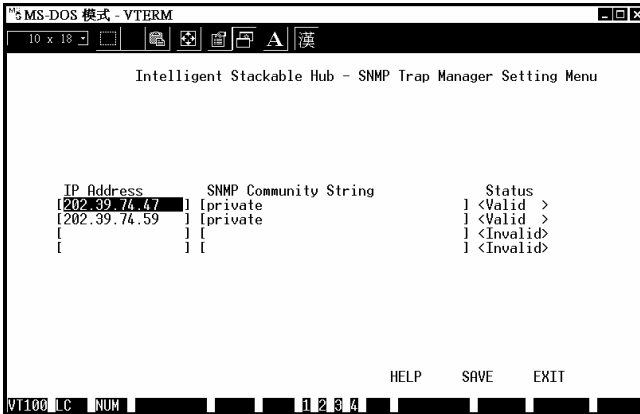 MS-DOS 模式 - VTERM
10 x 18 A 漢
Intelligent Stackable Hub - SNMP Trap Manager Setting Menu
IP Address SNMP Community String Status
[202.39.74.47 ] [private ] <Valid >
[202.39.74.59 ] [private ] <Valid >
[ ] [ ] <Invalid>
[ ] [ ] <Invalid>
HELP SAVE EXIT
VT100 LC NUM 1 2 3 4